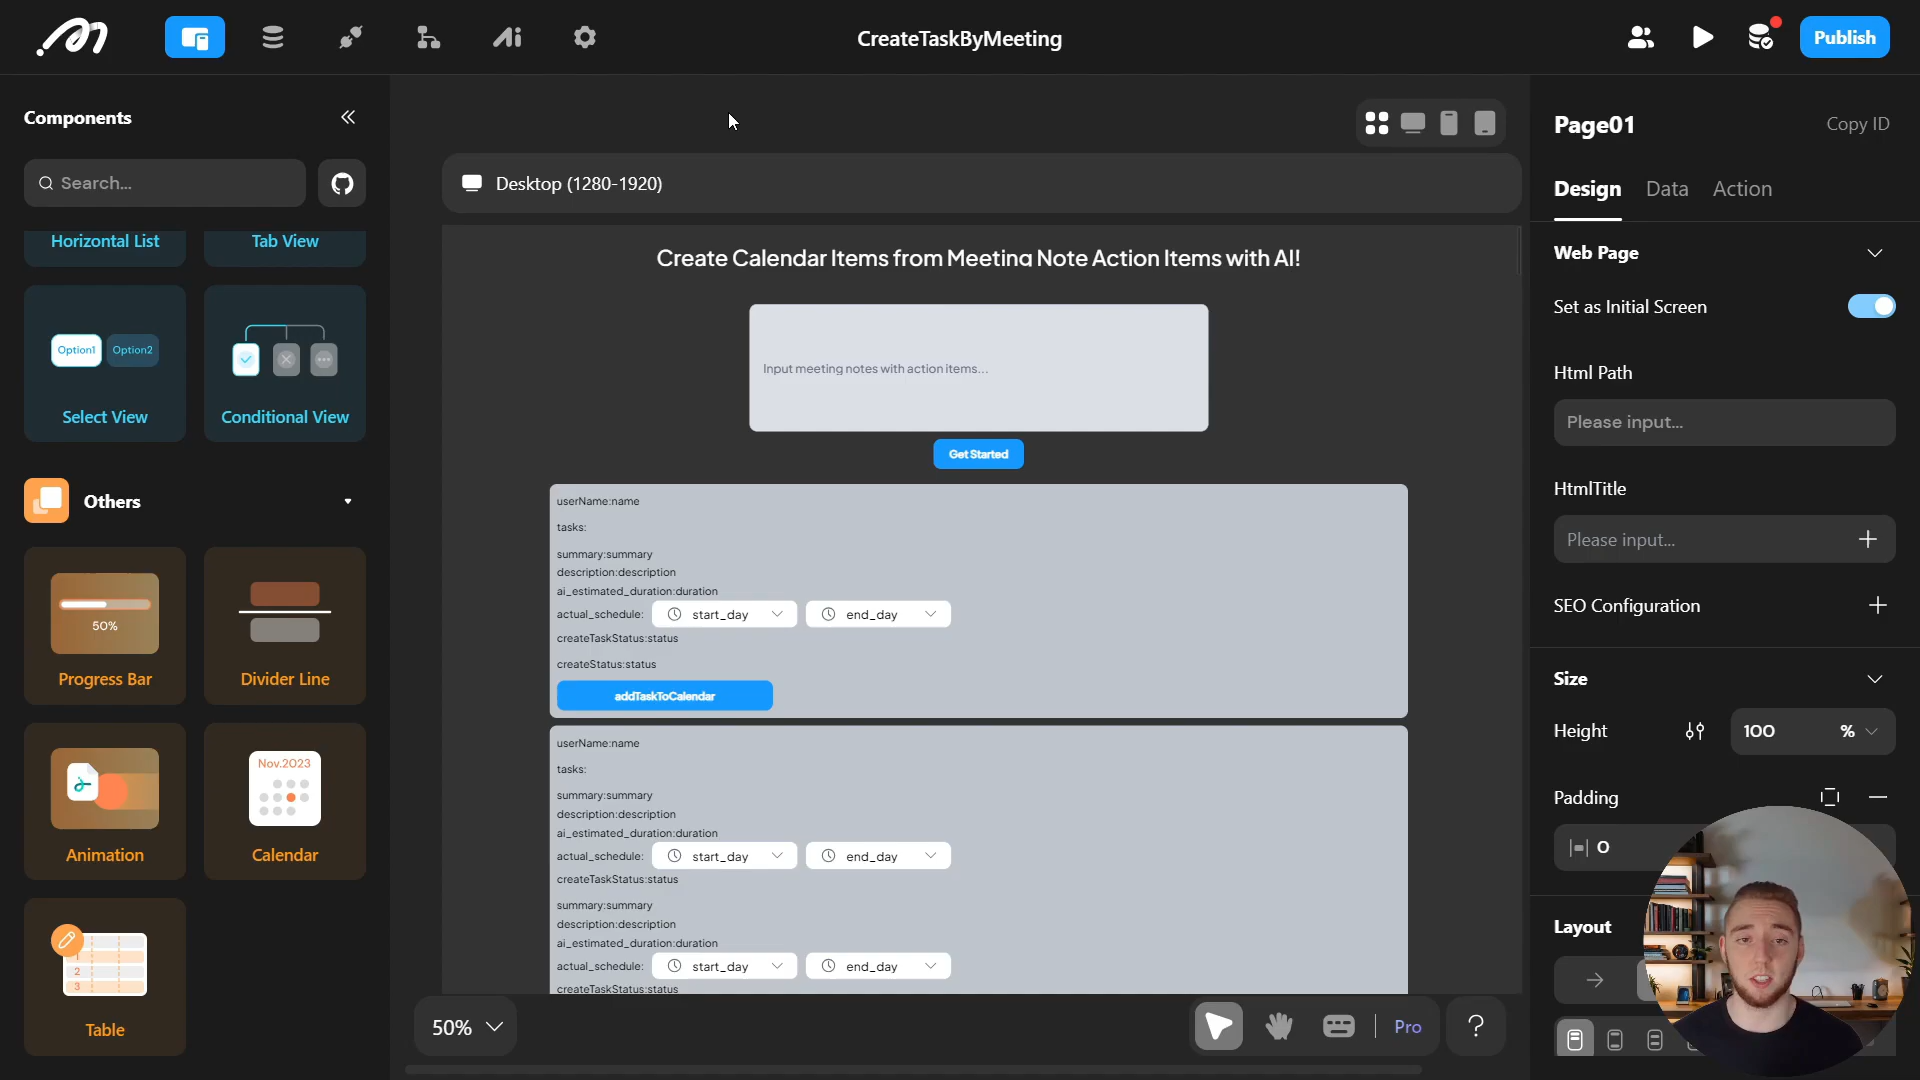 CreateTaskByMeeting
Publish
Components
Search...
Horizontal List
Tab View
Option1
Option2
Select View
Conditional View
Others
50%
Progress Bar
Divider Line
Nov.2023
Animation
Calendar
1
2
3
Table
Desktop (1280-1920)
Create Calendar Items from Meeting Note Action Items with AI!
Input meeting notes with action items...
Get Started
userName:name
tasks:
summary:summary
description:description
ai_estimated_duration:duration
actual_schedule:
start_day
end_day
createTaskStatus:status
createStatus:status
addTaskToCalendar
userName:name
tasks:
summary:summary
description:description
ai_estimated_duration:duration
actual_schedule:
start_day
end_day
createTaskStatus:status
summary:summary
description:description
ai_estimated_duration:duration
actual_schedule:
start_day
end_day
createTaskStatus:status
50%
Pro
?
Page01
Copy ID
Design
Data
Action
Web Page
Set as Initial Screen
Html Path
Please input...
HtmlTitle
Please input...
SEO Configuration
Size
Height
100
%
Padding
0
Layout